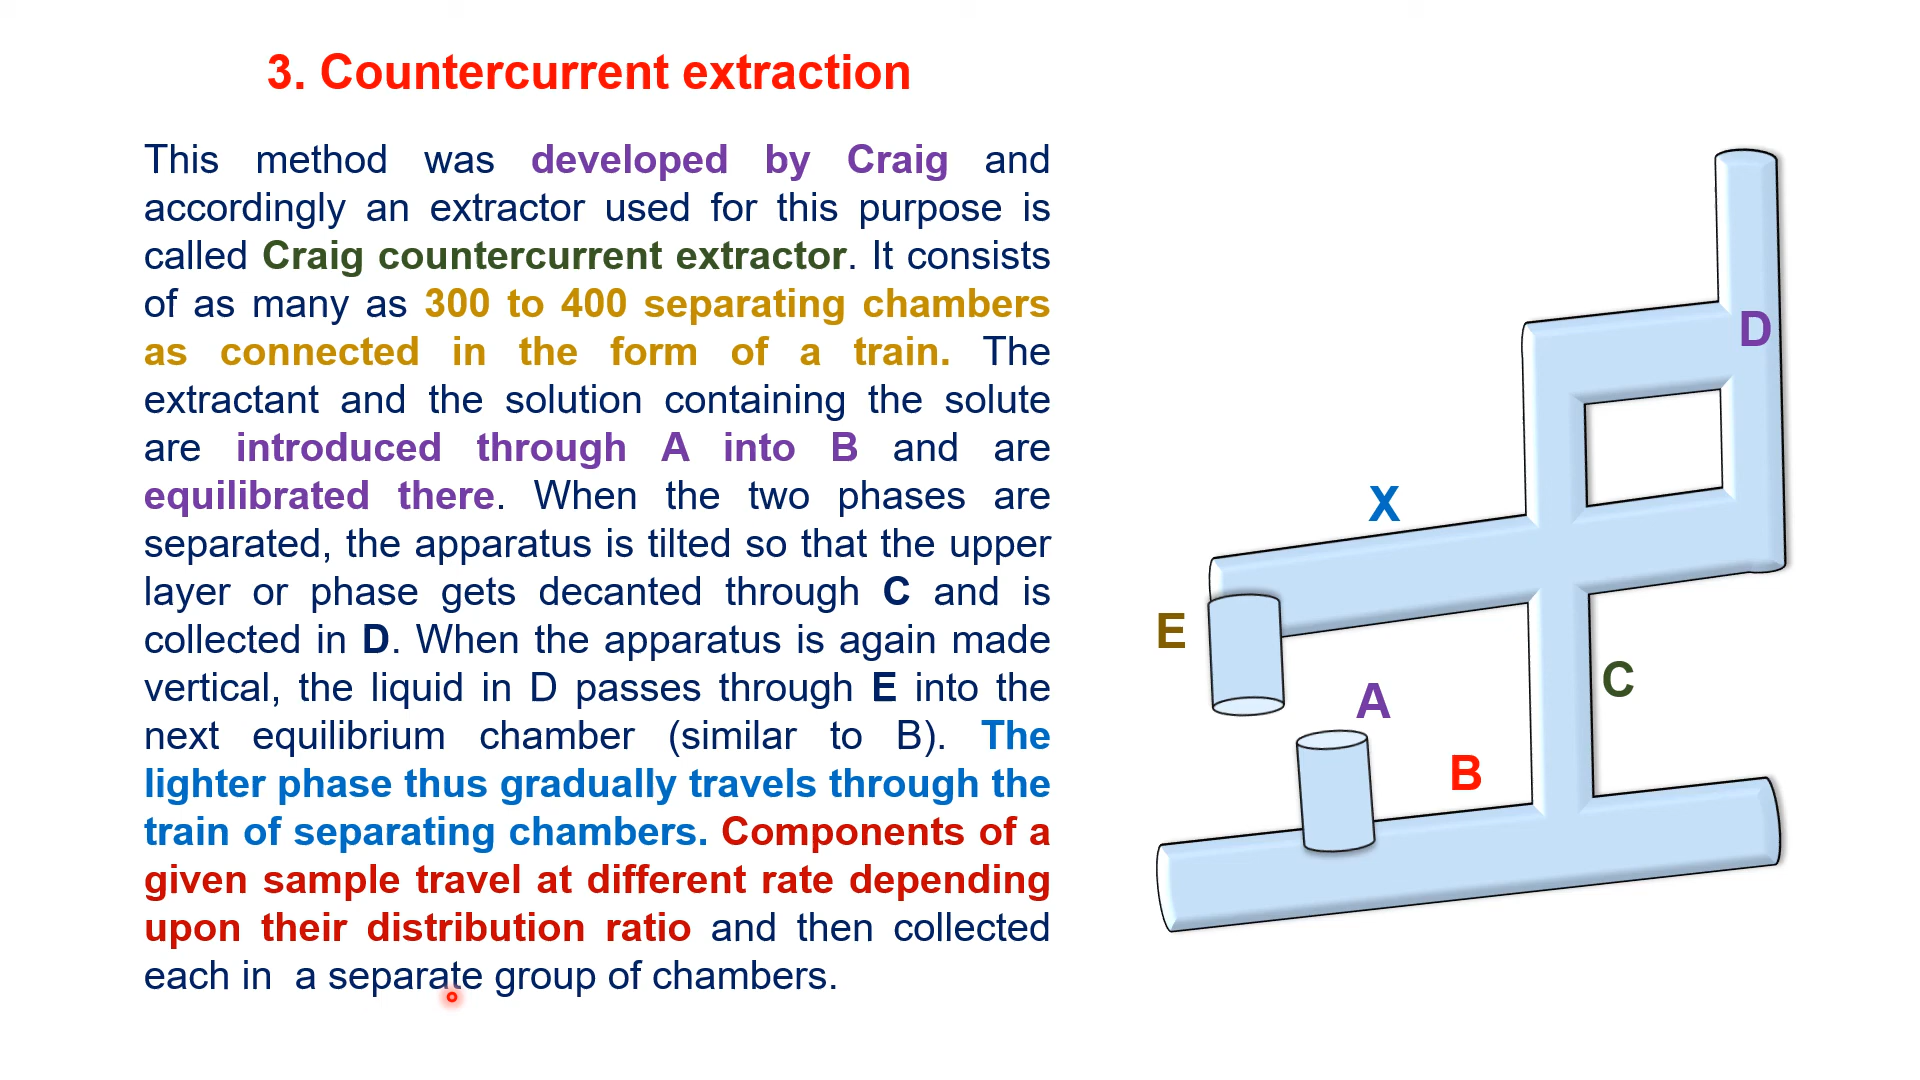 3. Countercurrent extraction
This method was developed by Craig and
accordingly an extractor used for this purpose is
called Craig countercurrent extractor. It consists
of as many as 300 to 400 separating chambers
as connected in the form of a train. The
extractant and the solution containing the solute
are introduced through A into B and are
equilibrated there. When the two phases are
separated, the apparatus is tilted so that the upper
layer or phase gets decanted through C and is
collected in D. When the apparatus is again made
vertical, the liquid in D passes through E into the
next equilibrium chamber (similar to B). The
lighter phase thus gradually travels through the
train of separating chambers. Components of a
given sample travel at different rate depending
upon their distribution ratio and then collected
each in a separate group of chambers.
D
X
E
C
A
B